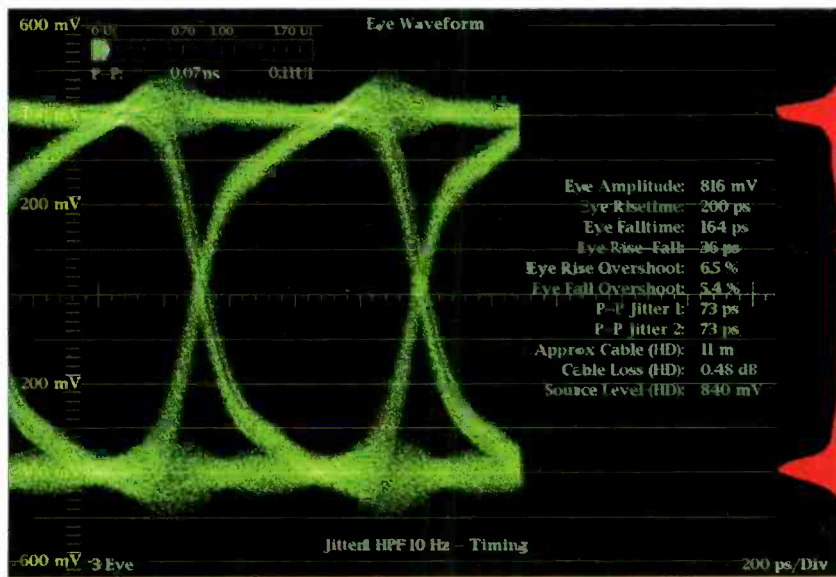 600 mV
Eye Waveform
0 UI 0.70 1.00 1.70 UI
P-P: 0.07ns 0.11UI
200 mV
Eye Amplitude: 816 mV
Eye Risetime: 200 ps
Eye Falltime: 164 ps
Eye Rise-Fall: 36 ps
Eye Rise Overshoot: 6.5 %
Eye Fall Overshoot: 5.4 %
P-P Jitter 1: 73 ps
P-P Jitter 2: 73 ps
Approx Cable (HD): 11 m
Cable Loss (HD): 0.48 dB
Source Level (HD): 840 mV
200 mV
Jitter1 HPF 10 Hz - Timing
-600 mV
-3 Eye
200 ps/Div